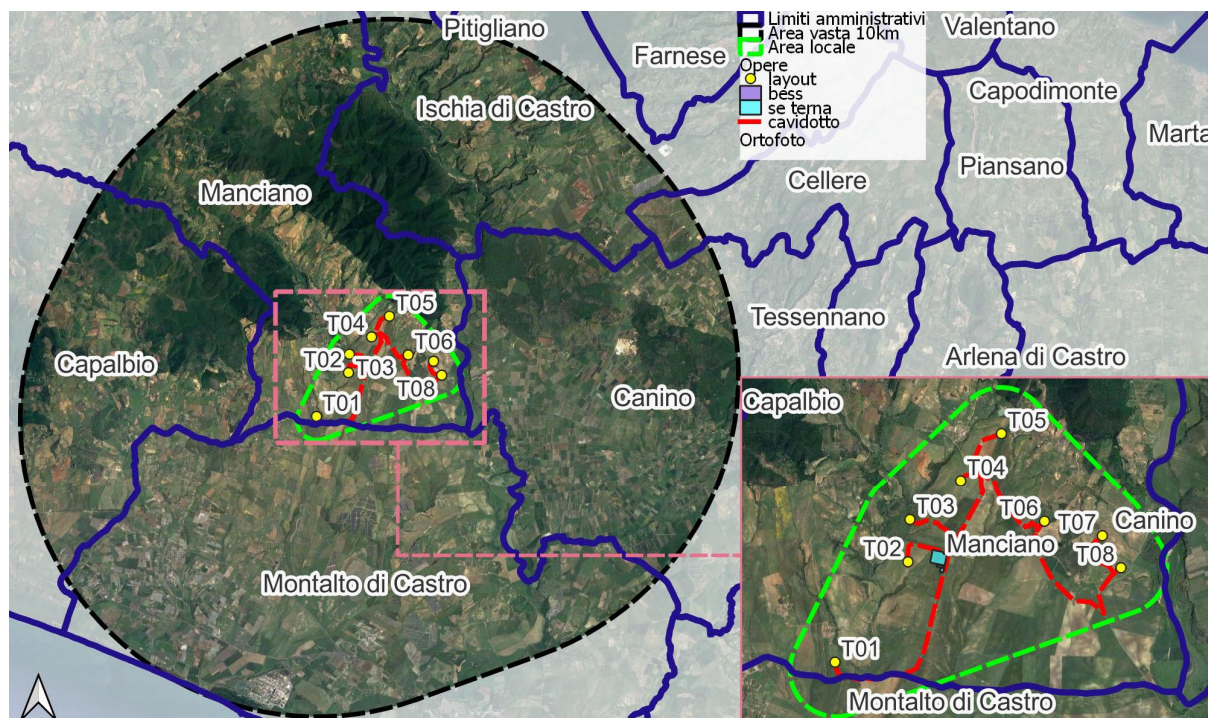 Pitigliano
Farnese
Valentano
Ischia di Castro
Capodimonte
Marta
Manciano
Cellere
Piansano
Limiti amministrativi
Area vasta 10km
Area locale
Opere
layout
bess
se terna
cavidotto
Ortofoto
Capalbio
T05
T04
T06
T02
T03
T08
T01
Canino
Tessennano
Arlena di Castro
Montalto di Castro
Capalbio
T05
T04
T03
T06
T07
Canino
T02
Manciano
T08
T01
Montalto di Castro